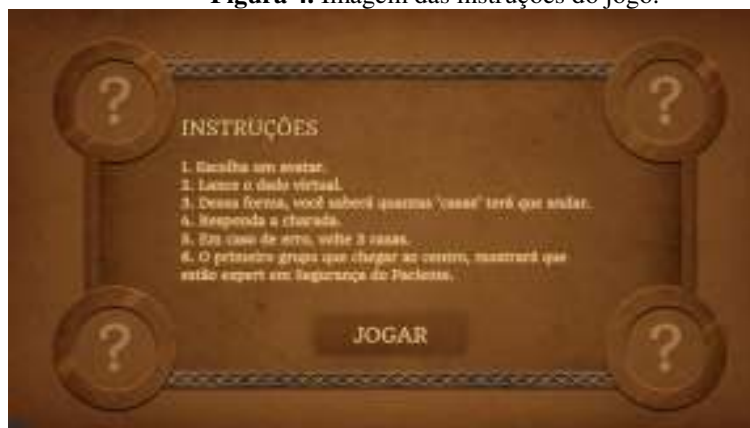 Figura 4. Imagem das instruções do jogo.
INSTRUÇÕES
1. Escolha um avatar.
2. Lance o dado virtual.
3. Dessa forma, você saberá quantas "casas" terá que andar.
4. Responda a charada.
5. Em caso de erro, volte 3 casas.
6. O primeiro grupo que chegar ao centro, mostrará que
estão expert em Segurança do Paciente.
JOGAR